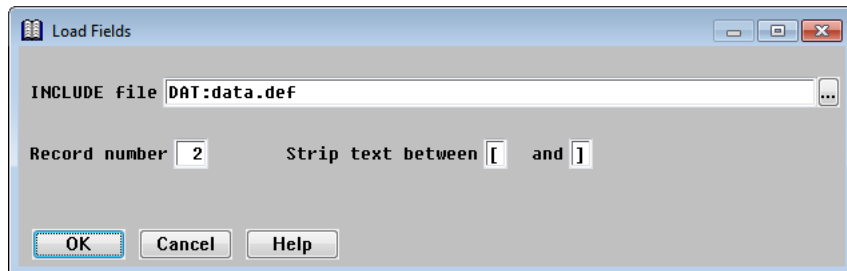 Load Fields
INCLUDE file DAT:data.def ...
Record number 2 Strip text between [ and ]
OK Cancel Help